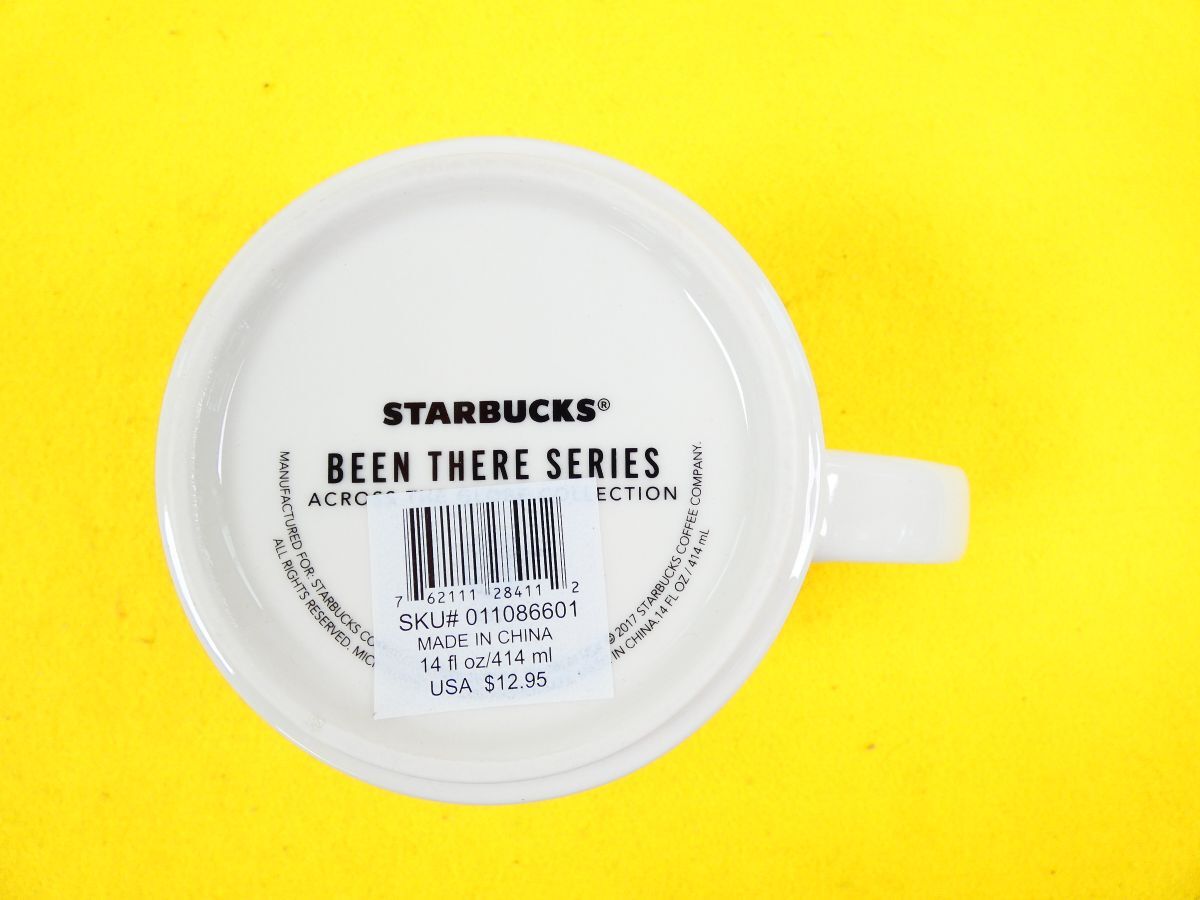 STARBUCKS®
BEEN THERE SERIES
ACROSS THE GLOBE COLLECTION
MANUFACTURED FOR: STARBUCKS CO
ALL RIGHTS RESERVED. MIC
© 2017 STARBUCKS COFFEE COMPANY.
IN CHINA. 14 FL OZ / 414 mL
7 62111 28411 2
SKU# 011086601
MADE IN CHINA
14 fl oz/414 ml
USA $12.95